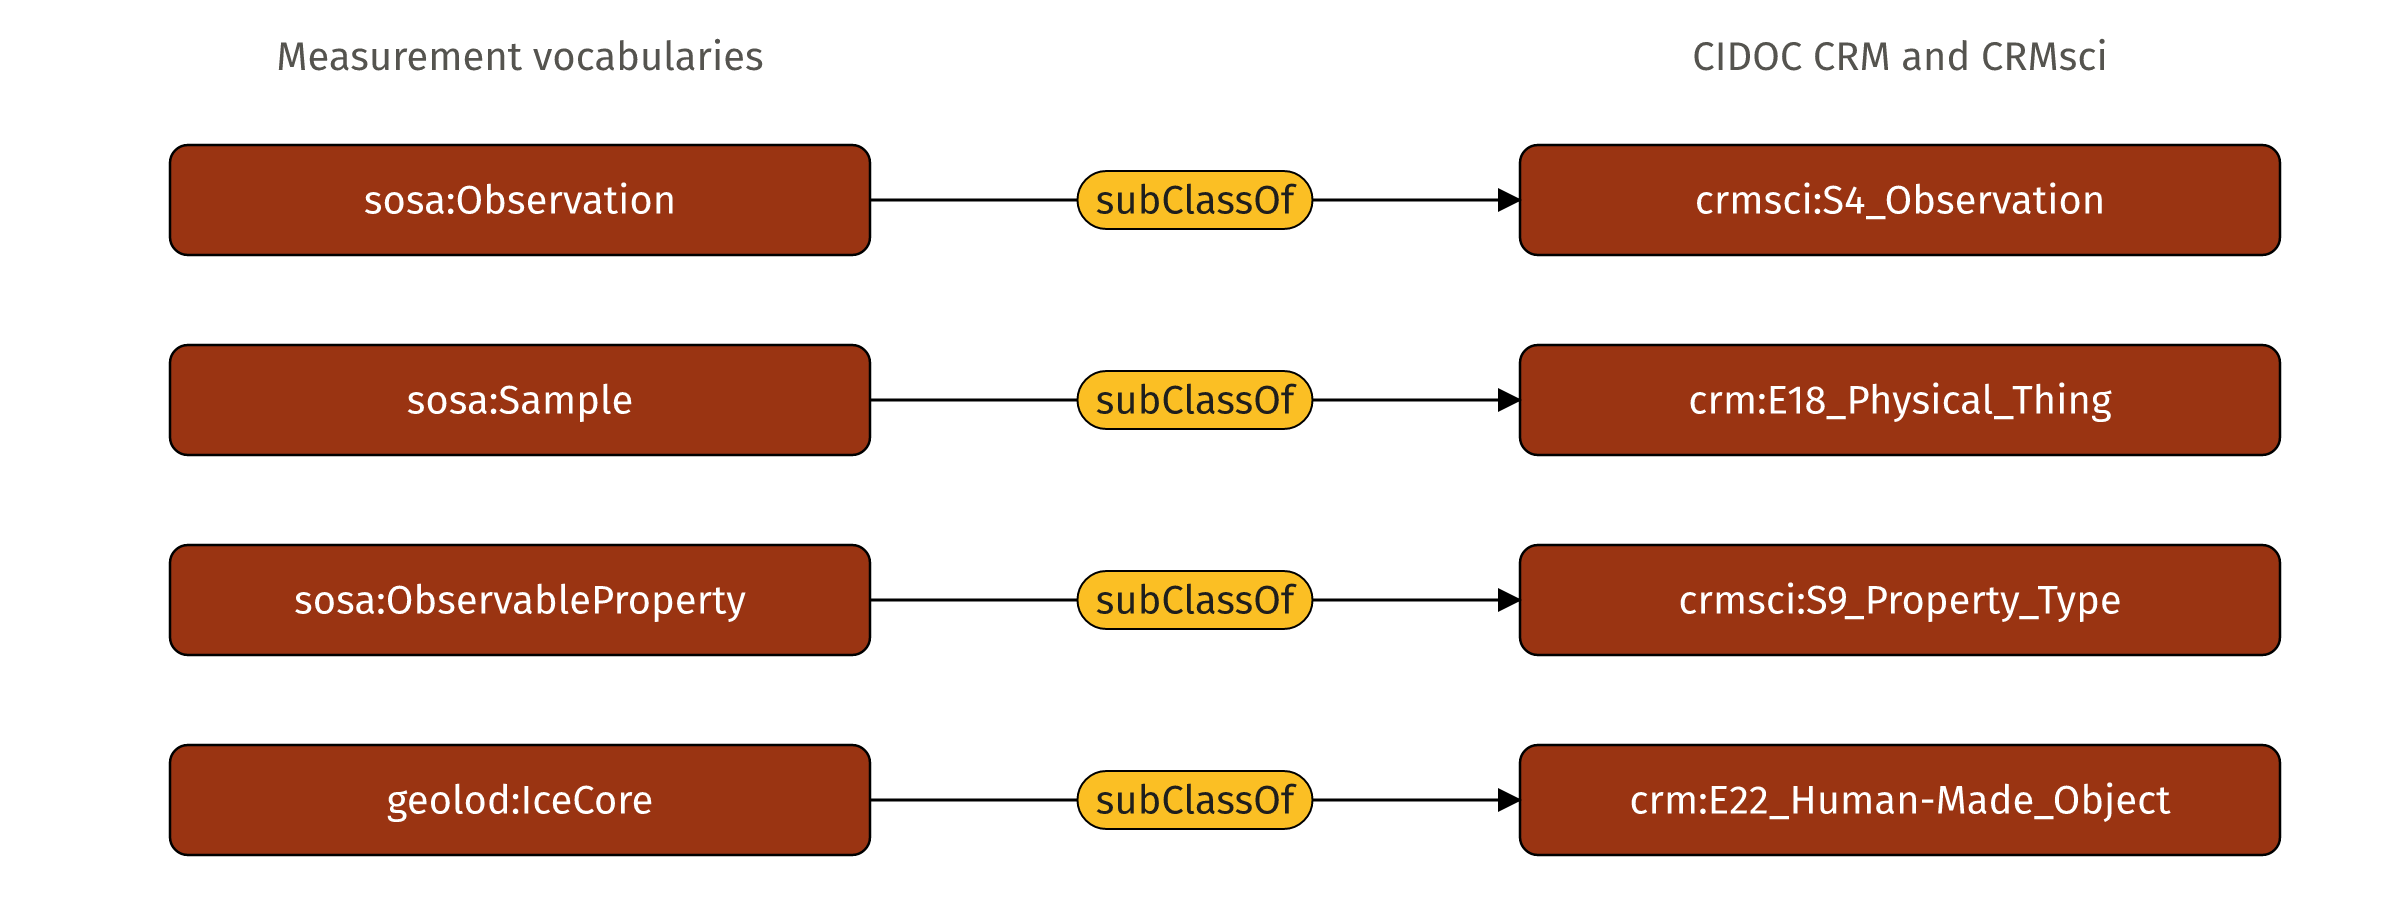 Measurement vocabularies
CIDOC CRM and CRMsci
sosa:Observation
subClassOf
crmsci:S4_Observation
sosa:Sample
subClassOf
crm:E18_Physical_Thing
sosa:ObservableProperty
subClassOf
crmsci:S9_Property_Type
geolod:IceCore
subClassOf
crm:E22_Human-Made_Object